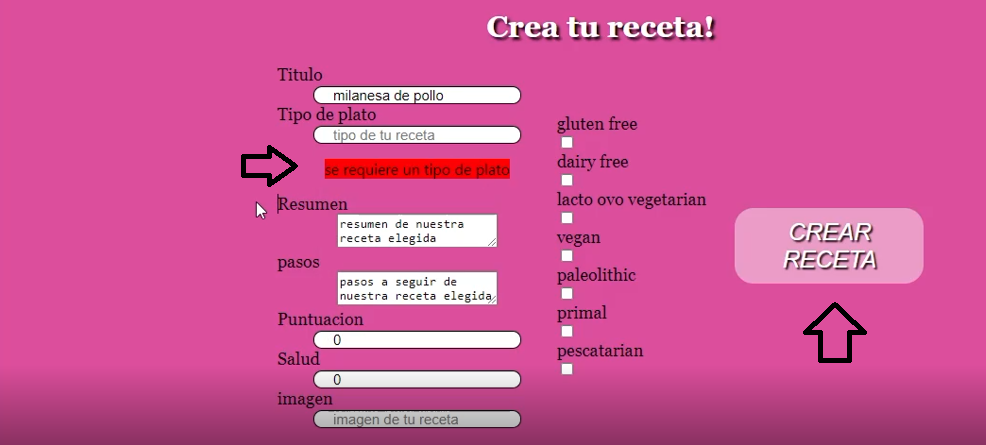 Crea tu receta!
Titulo
milanesa de pollo
Tipo de plato
tipo de tu receta
se requiere un tipo de plato
Resumen
resumen de nuestra
receta elegida
pasos
pasos a seguir de
nuestra receta elegida
Puntuacion
0
Salud
0
imagen
imagen de tu receta
gluten free
dairy free
lacto ovo vegetarian
vegan
paleolithic
primal
pescatarian
CREAR
RECETA